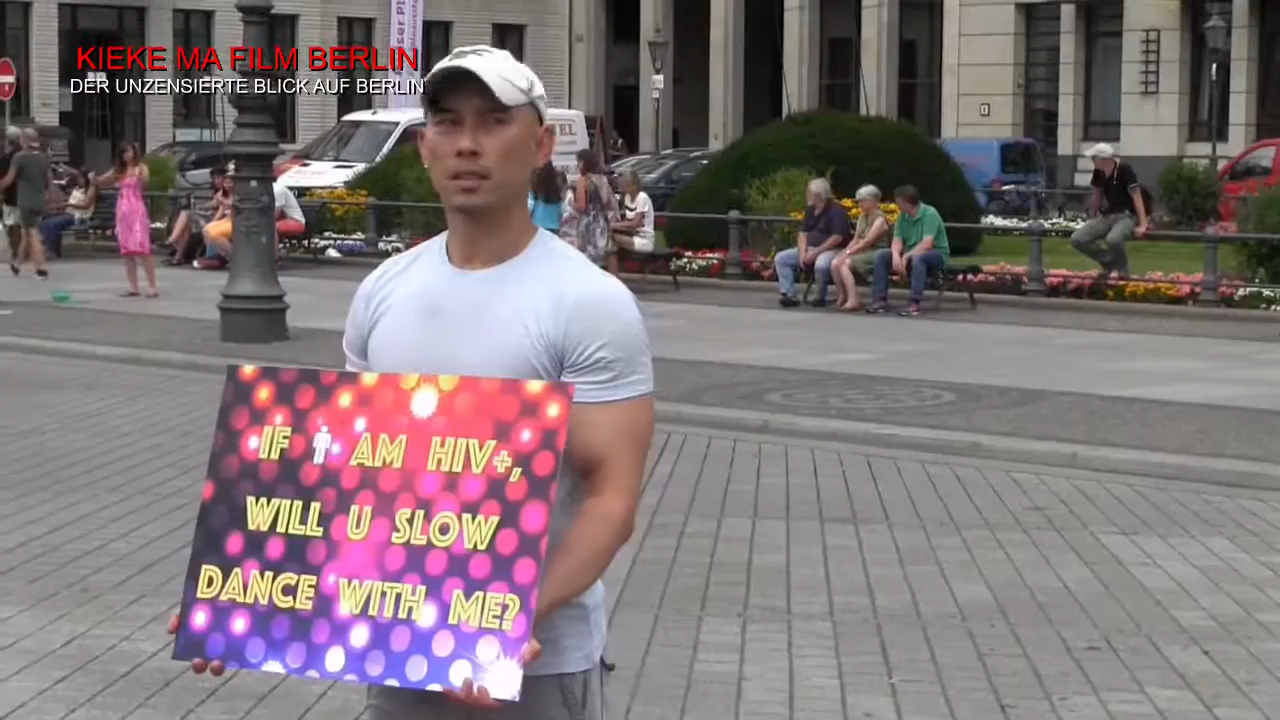 KIEKE MA FILM BERLIN
DER UNZENSIERTE BLICK AUF BERLIN
IF I AM HIV+,
WILL U SLOW
DANCE WITH ME?